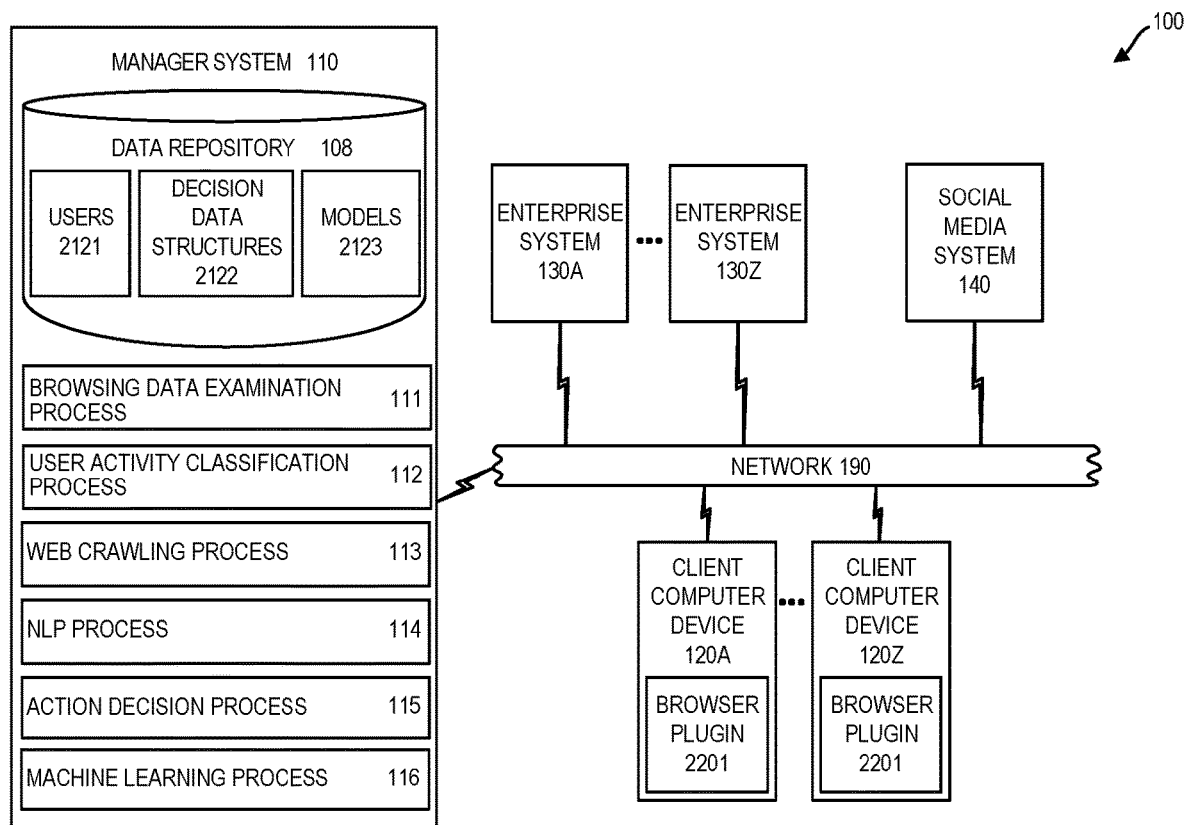 100
MANAGER SYSTEM 110
DATA REPOSITORY 108
USERS
2121
DECISION
DATA
STRUCTURES
2122
MODELS
2123
BROWSING DATA EXAMINATION
PROCESS
111
USER ACTIVITY CLASSIFICATION
PROCESS
112
WEB CRAWLING PROCESS 113
NLP PROCESS 114
ACTION DECISION PROCESS 115
MACHINE LEARNING PROCESS 116
ENTERPRISE
SYSTEM
130A
...
ENTERPRISE
SYSTEM
130Z
SOCIAL
MEDIA
SYSTEM
140
NETWORK 190
CLIENT
COMPUTER
DEVICE
120A
BROWSER
PLUGIN
2201
...
CLIENT
COMPUTER
DEVICE
120Z
BROWSER
PLUGIN
2201